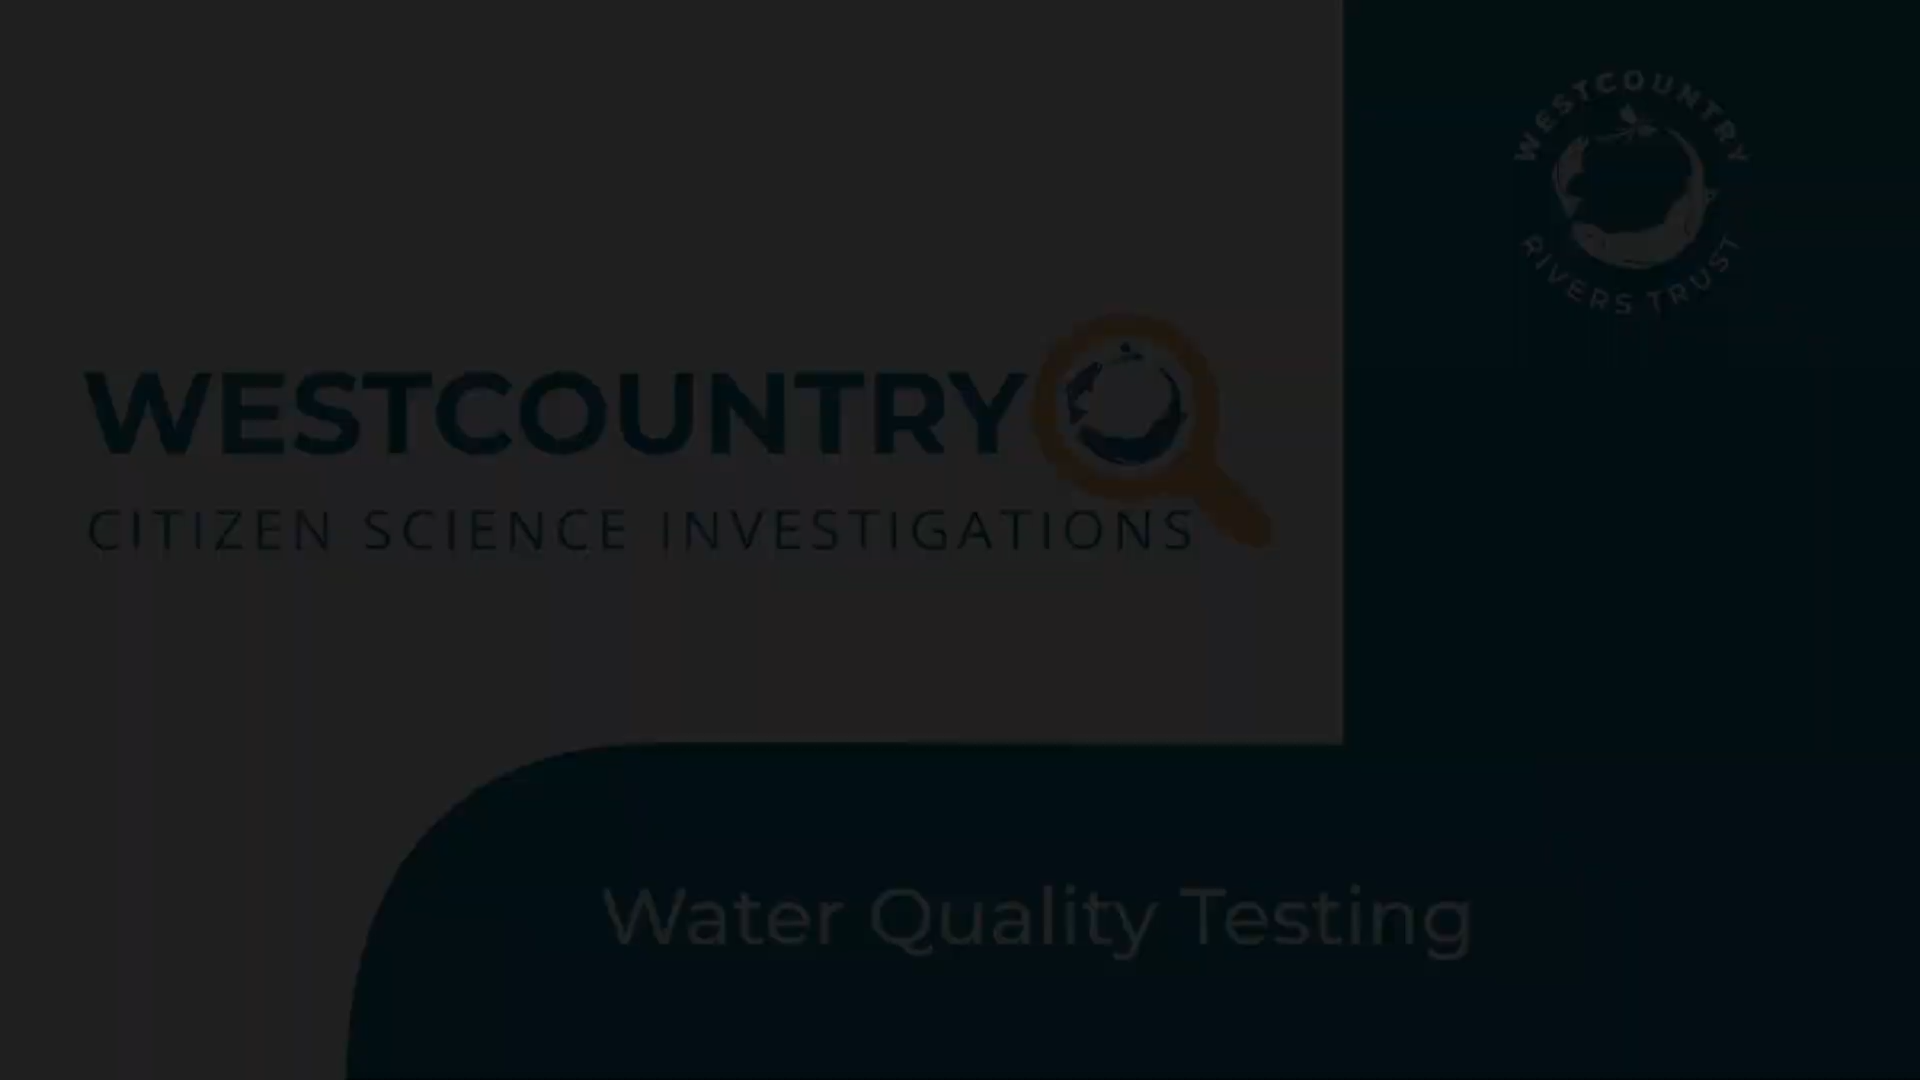 WESTCOUNTRY
RIVERS TRUST
WESTCOUNTRY
CITIZEN SCIENCE INVESTIGATIONS
Water Quality Testing